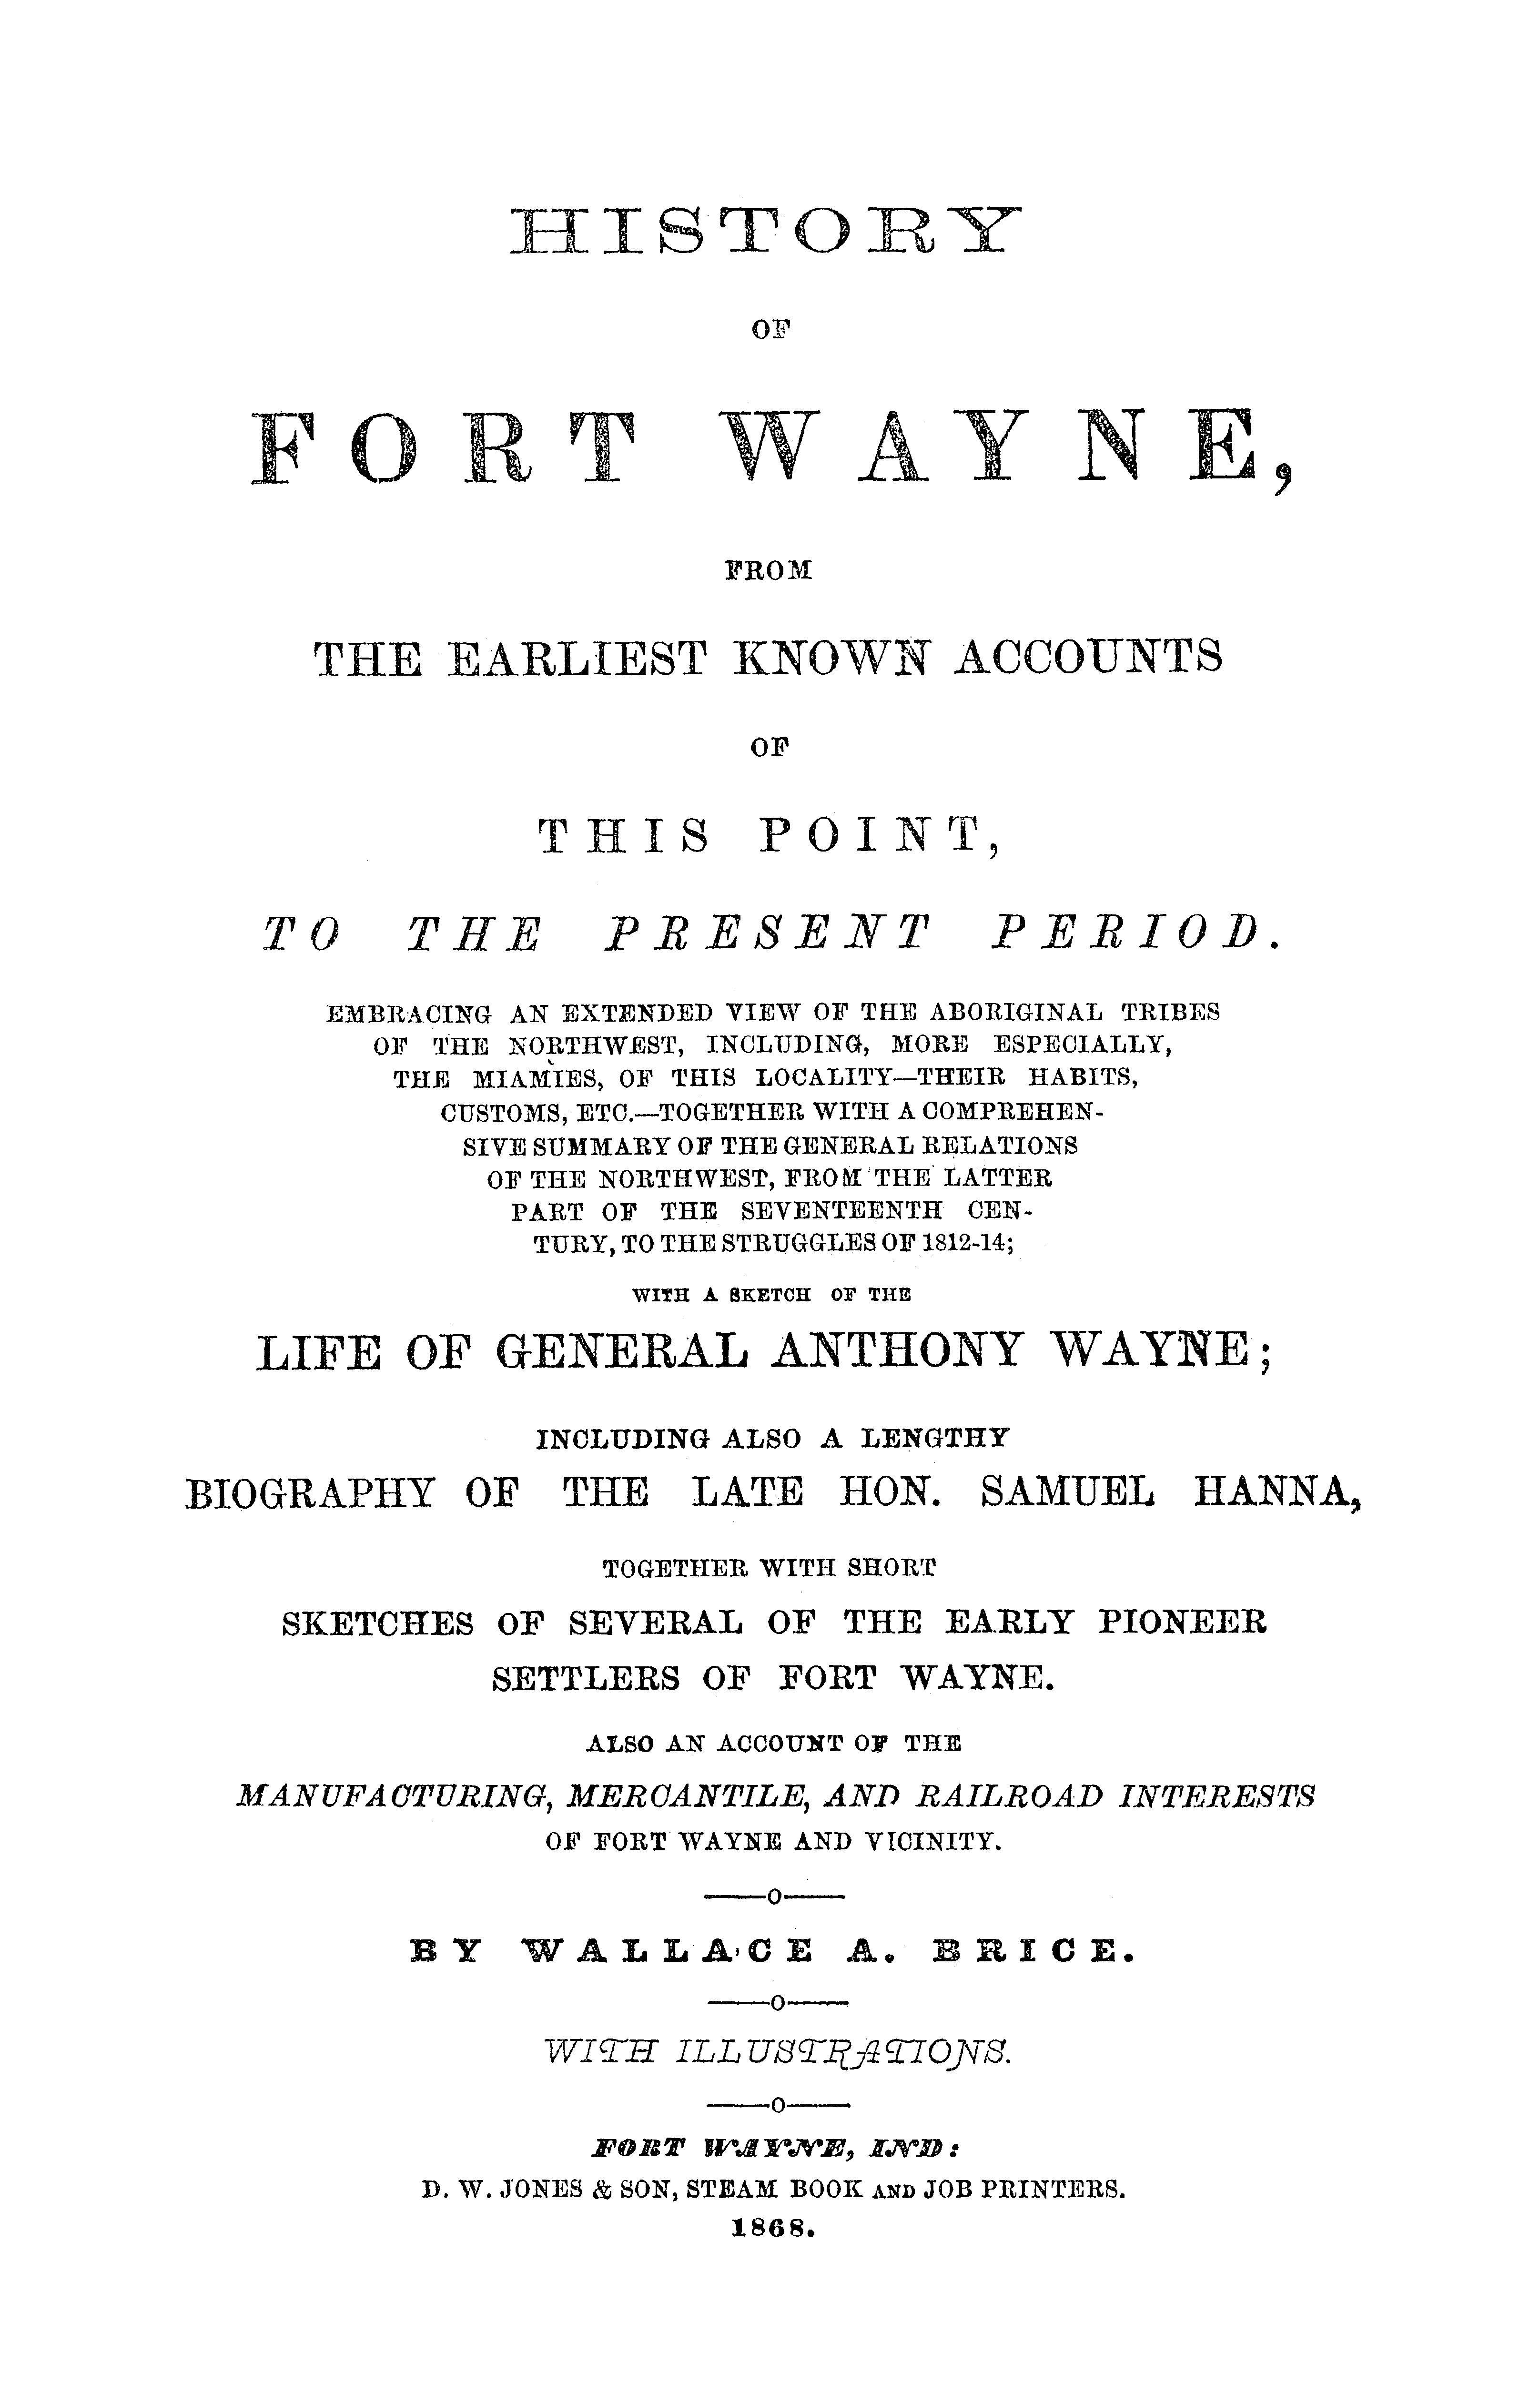 HISTORY
OF
FORT WAYNE,
FROM
THE EARLIEST KNOWN ACCOUNTS
OF
THIS POINT,
TO THE PRESENT PERIOD.
EMBRACING AN EXTENDED VIEW OF THE ABORIGINAL TRIBES
OF THE NORTHWEST, INCLUDING, MORE ESPECIALLY,
THE MIAMIES, OF THIS LOCALITY—THEIR HABITS,
CUSTOMS, ETC.—TOGETHER WITH A COMPREHEN-
SIVE SUMMARY OF THE GENERAL RELATIONS
OF THE NORTHWEST, FROM THE LATTER
PART OF THE SEVENTEENTH CEN-
TURY, TO THE STRUGGLES OF 1812-14;
WITH A SKETCH OF THE
LIFE OF GENERAL ANTHONY WAYNE;
INCLUDING ALSO A LENGTHY
BIOGRAPHY OF THE LATE HON. SAMUEL HANNA,
TOGETHER WITH SHORT
SKETCHES OF SEVERAL OF THE EARLY PIONEER
SETTLERS OF FORT WAYNE.
ALSO AN ACCOUNT OF THE
MANUFACTURING, MERCANTILE, AND RAILROAD INTERESTS
OF FORT WAYNE AND VICINITY.
——o——
BY WALLACE A. BRICE.
——o——
WITH ILLUSTRATIONS.
——o——
FORT WAYNE, IND:
D. W. JONES & SON, STEAM BOOK AND JOB PRINTERS.
1868.